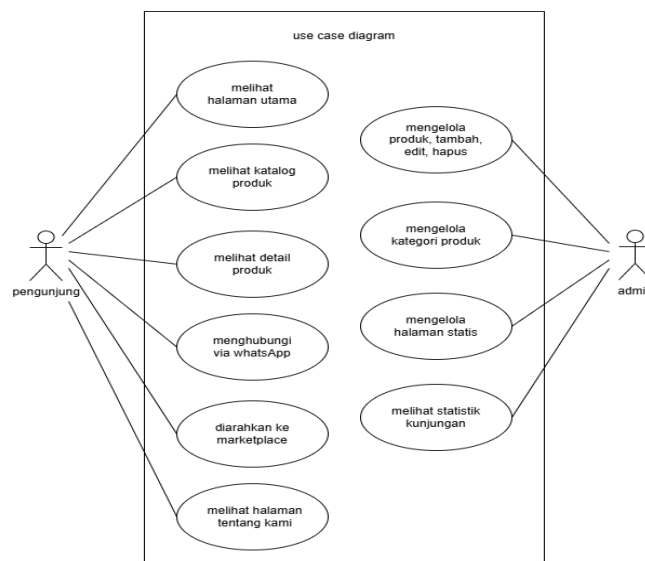 use case diagram
melihat
halaman utama
melihat katalog
produk
melihat detail
produk
menghubungi
via whatsApp
diarahkan ke
marketplace
melihat halaman
tentang kami
mengelola
produk, tambah,
edit, hapus
mengelola
kategori produk
mengelola
halaman statis
melihat statistik
kunjungan
pengunjung
admi